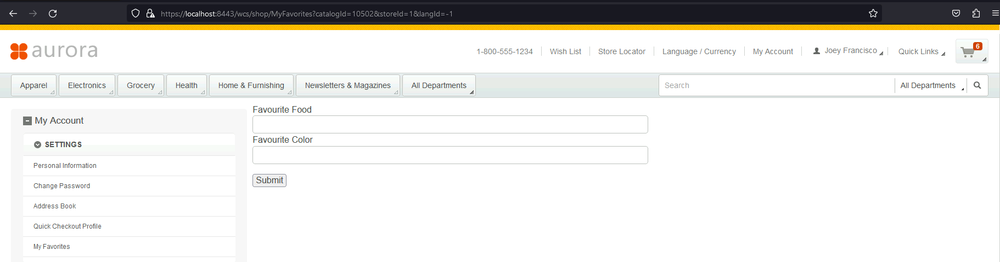 https://localhost:8443/wcs/shop/MyFavorites?catalogId=10502&storeId=1&langId=-1
aurora
1-800-555-1234 Wish List Store Locator Language / Currency My Account Joey Francisco Quick Links 6
Apparel Electronics Grocery Health Home & Furnishing Newsletters & Magazines All Departments Search All Departments
My Account
SETTINGS
Personal Information
Change Password
Address Book
Quick Checkout Profile
My Favorites
Favourite Food
Favourite Color
Submit